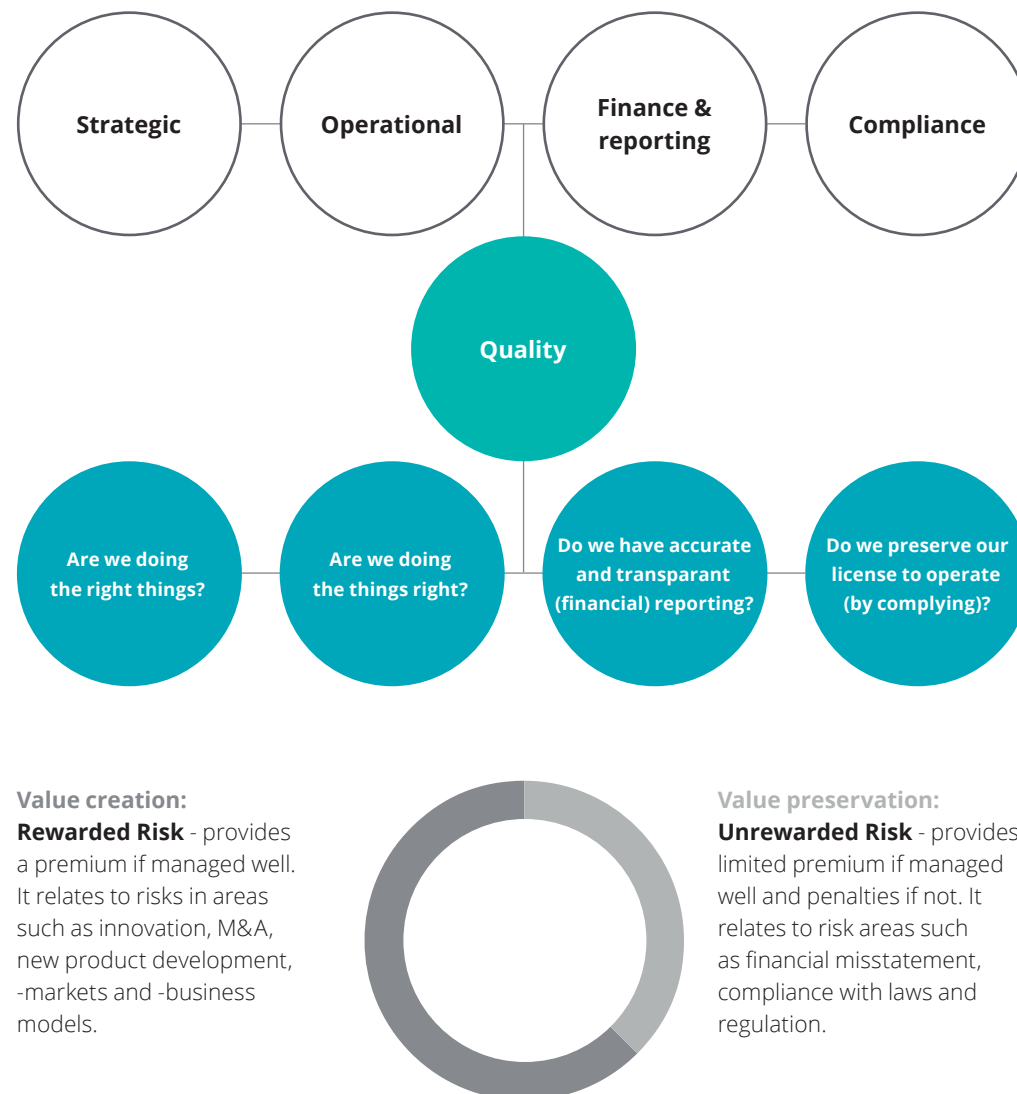 Strategic
Operational
Finance &
reporting
Compliance
Quality
Are we doing
the right things?
Are we doing
the things right?
Do we have accurate
and transparant
(financial) reporting?
Do we preserve our
license to operate
(by complying)?
Value creation:
Rewarded Risk - provides
a premium if managed well.
It relates to risks in areas
such as innovation, M&A,
new product development,
-markets and -business
models.
Value preservation:
Unrewarded Risk - provides
limited premium if managed
well and penalties if not. It
relates to risk areas such
as financial misstatement,
compliance with laws and
regulation.